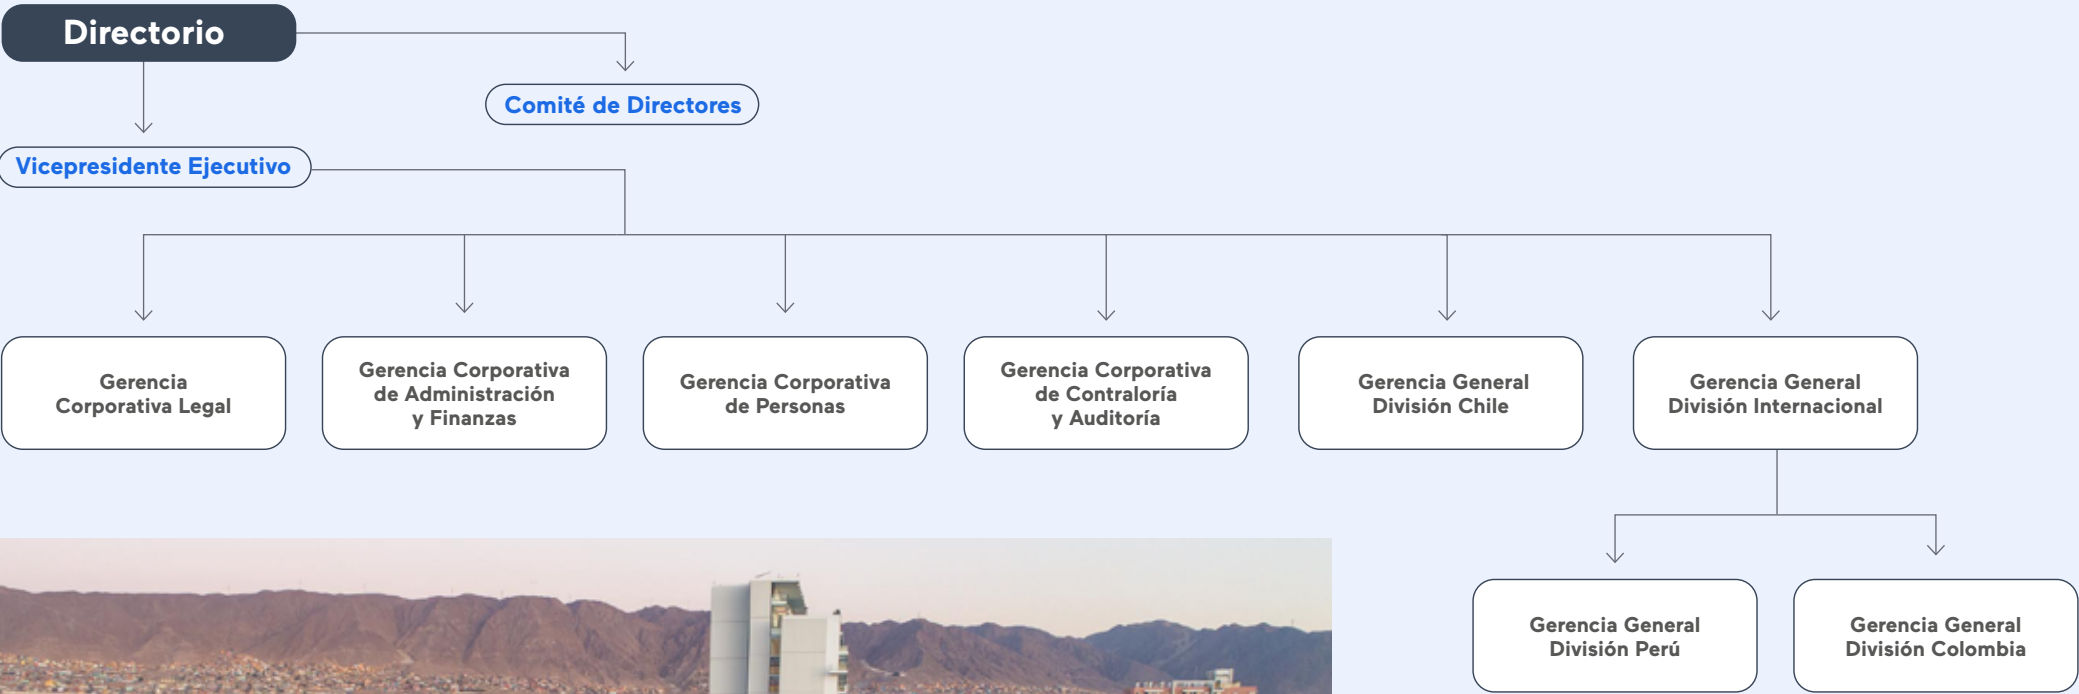 Directorio
Comité de Directores
Vicepresidente Ejecutivo
Gerencia
Corporativa Legal
Gerencia Corporativa
de Administración
y Finanzas
Gerencia Corporativa
de Personas
Gerencia Corporativa
de Contraloría
y Auditoría
Gerencia General
División Chile
Gerencia General
División Internacional
Gerencia General
División Perú
Gerencia General
División Colombia